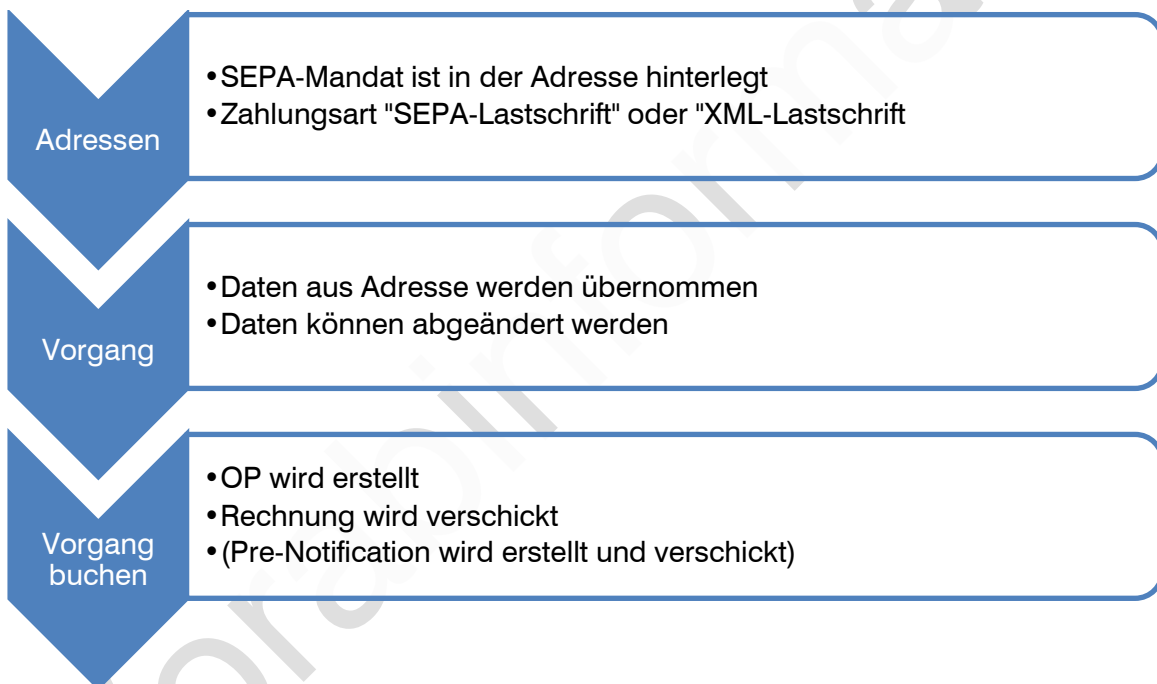 Adressen
•SEPA-Mandat ist in der Adresse hinterlegt
•Zahlungsart "SEPA-Lastschrift" oder "XML-Lastschrift
Vorgang
•Daten aus Adresse werden übernommen
•Daten können abgeändert werden
Vorgang
buchen
•OP wird erstellt
•Rechnung wird verschickt
•(Pre-Notification wird erstellt und verschickt)
orabinforma